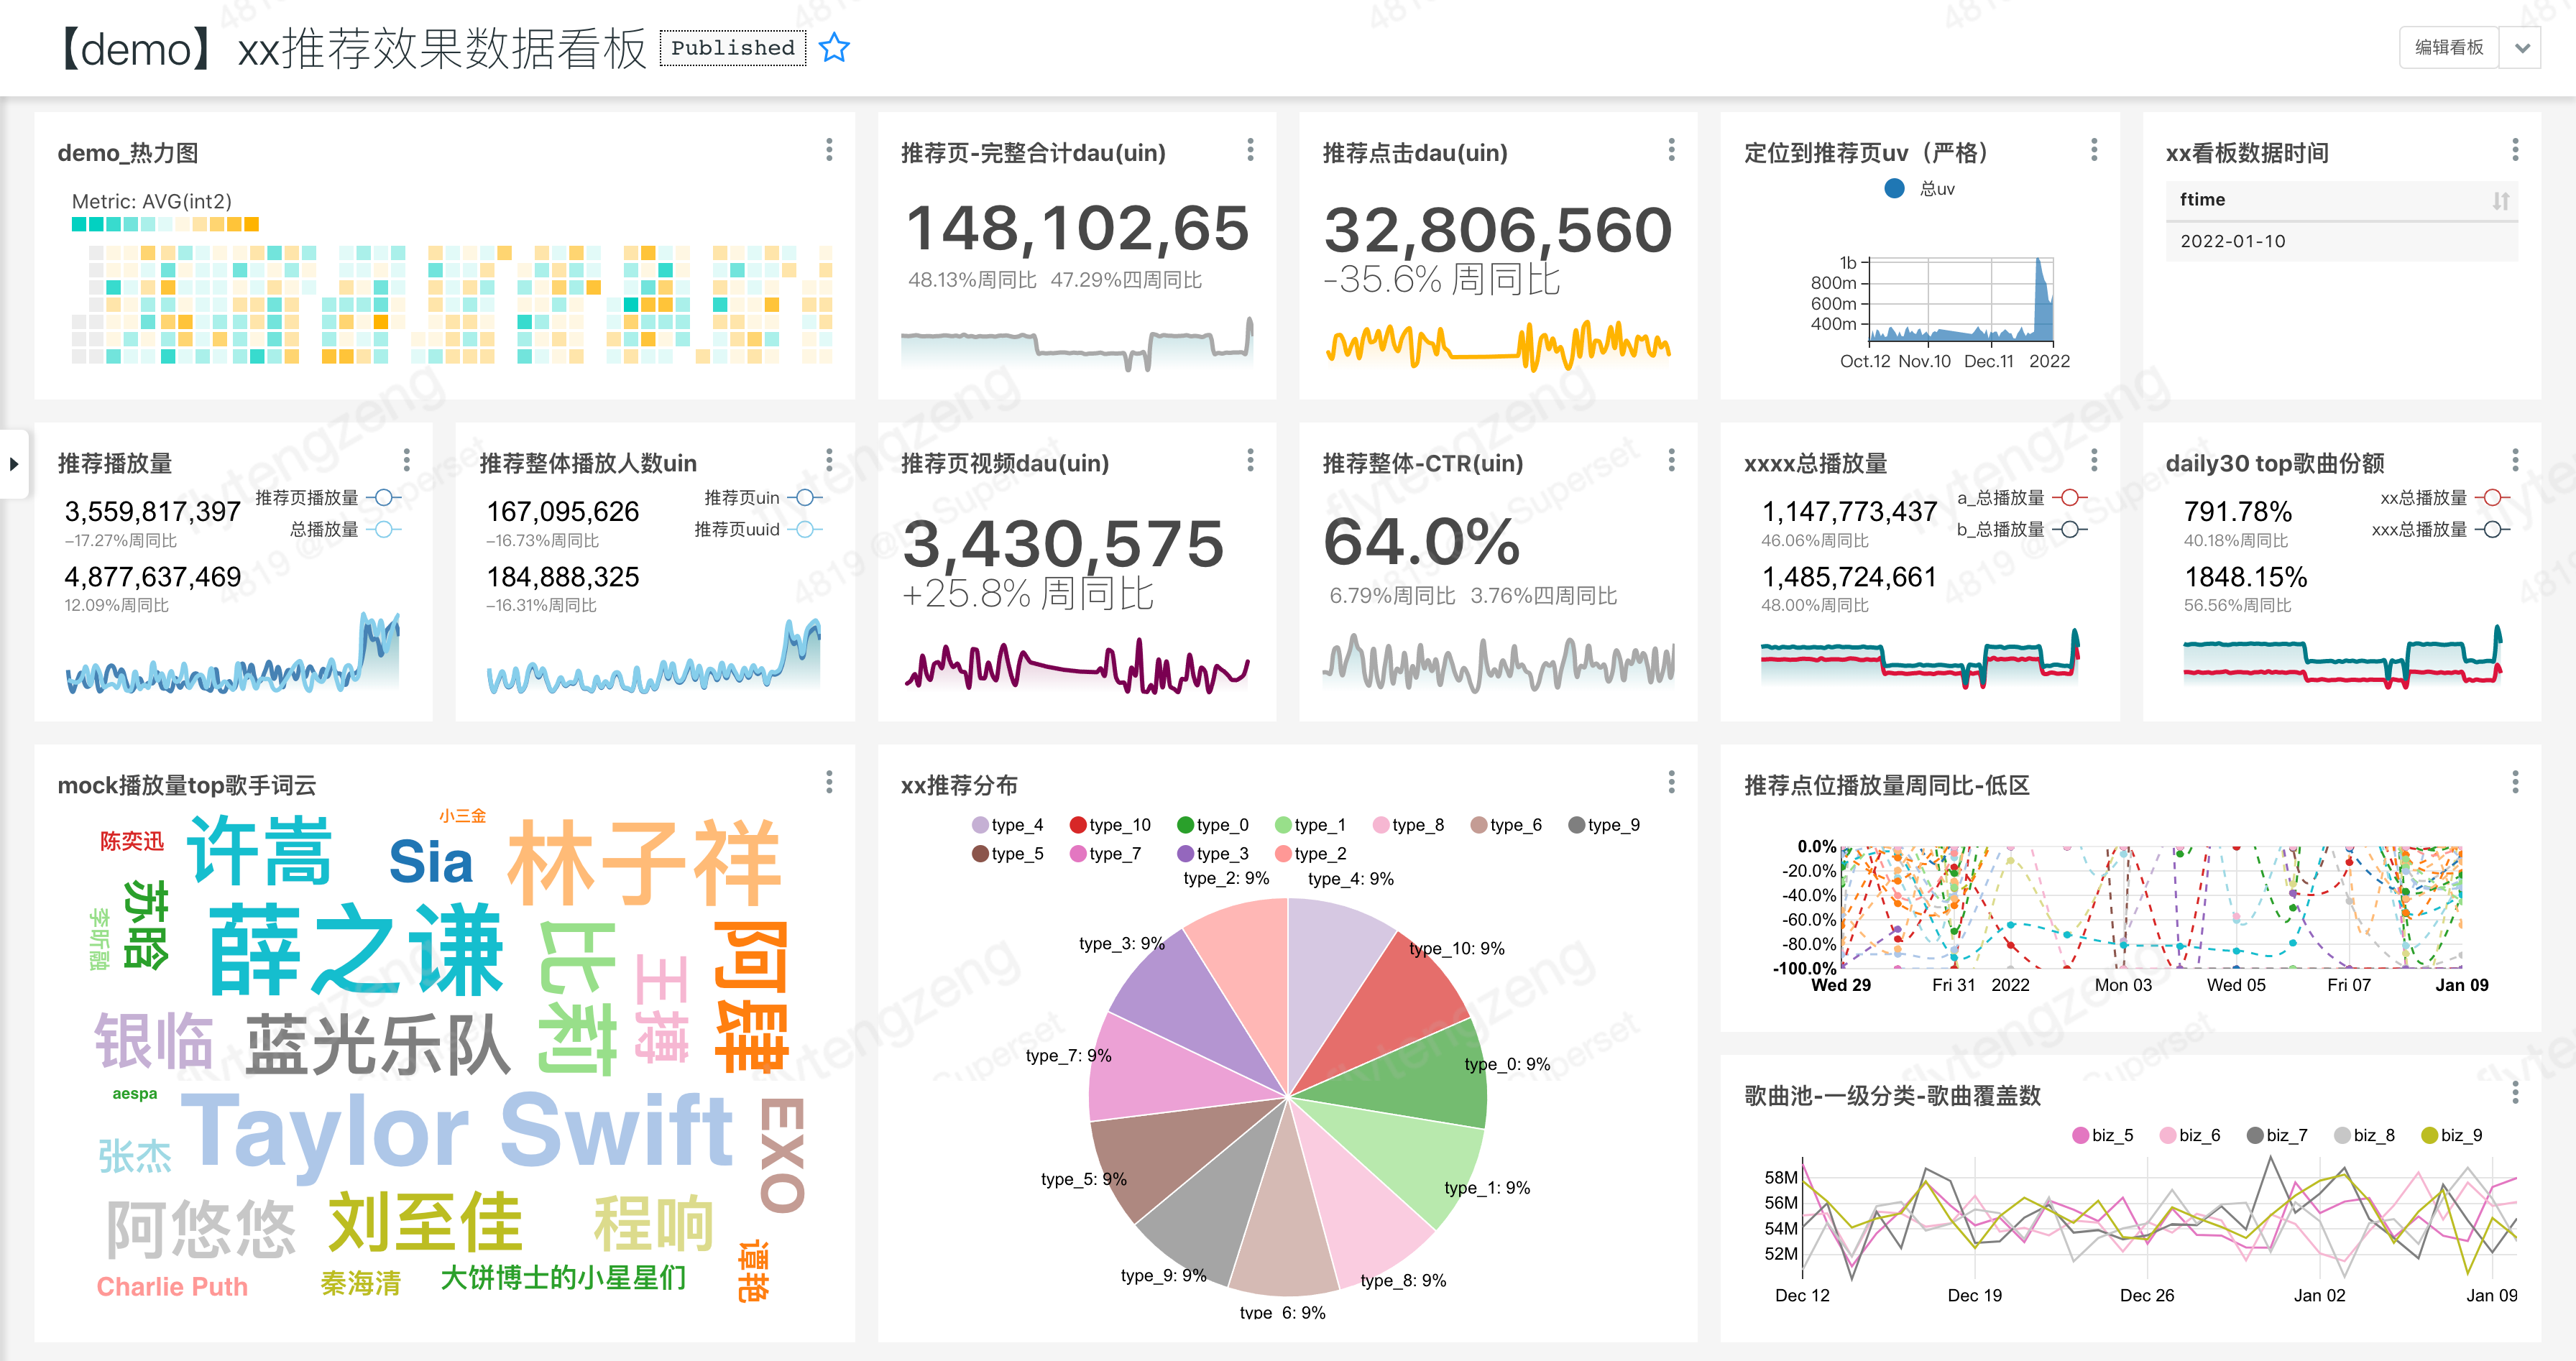 【demo】xx推荐效果数据看板
Published
编辑看板
demo_热力图
Metric: AVG(int2)
推荐页-完整合计dau(uin)
148,102,65
48.13%周同比 47.29%四周同比
推荐点击dau(uin)
32,806,560
-35.6% 周同比
定位到推荐页uv（严格）
总uv
1b
800m
600m
400m
Oct.12 Nov.10 Dec.11 2022
xx看板数据时间
ftime
2022-01-10
推荐播放量
3,559,817,397
-17.27%周同比
4,877,637,469
12.09%周同比
推荐页播放量
总播放量
推荐整体播放人数uin
167,095,626
-16.73%周同比
184,888,325
-16.31%周同比
推荐页uin
推荐页uuid
推荐页视频dau(uin)
3,430,575
+25.8% 周同比
推荐整体-CTR(uin)
64.0%
6.79%周同比 3.76%四周同比
xxxx总播放量
1,147,773,437
46.06%周同比
1,485,724,661
48.00%周同比
a_总播放量
b_总播放量
daily30 top歌曲份额
791.78%
40.18%周同比
1848.15%
56.56%周同比
xx总播放量
xxx总播放量
mock播放量top歌手词云
小三金
陈奕迅
许嵩
Sia
林子祥
苏晗
李昕融
薛之谦
比莉
王搏
阿肆
银临
蓝光乐队
aespa
Taylor Swift
EXO
张杰
阿悠悠
刘至佳
程响
谭艳
Charlie Puth
秦海清
大饼博士的小星星们
xx推荐分布
type_4 type_10 type_0 type_1 type_8 type_6 type_9
type_5 type_7 type_3 type_2
type_2: 9%
type_4: 9%
type_3: 9%
type_10: 9%
type_7: 9%
type_0: 9%
type_5: 9%
type_1: 9%
type_9: 9%
type_8: 9%
type_6: 9%
推荐点位播放量周同比-低区
0.0%
-20.0%
-40.0%
-60.0%
-80.0%
-100.0%
Wed 29 Fri 31 2022 Mon 03 Wed 05 Fri 07 Jan 09
歌曲池-一级分类-歌曲覆盖数
biz_5 biz_6 biz_7 biz_8 biz_9
58M
56M
54M
52M
Dec 12 Dec 19 Dec 26 Jan 02 Jan 09
flytengzeng
4819 @
Superset